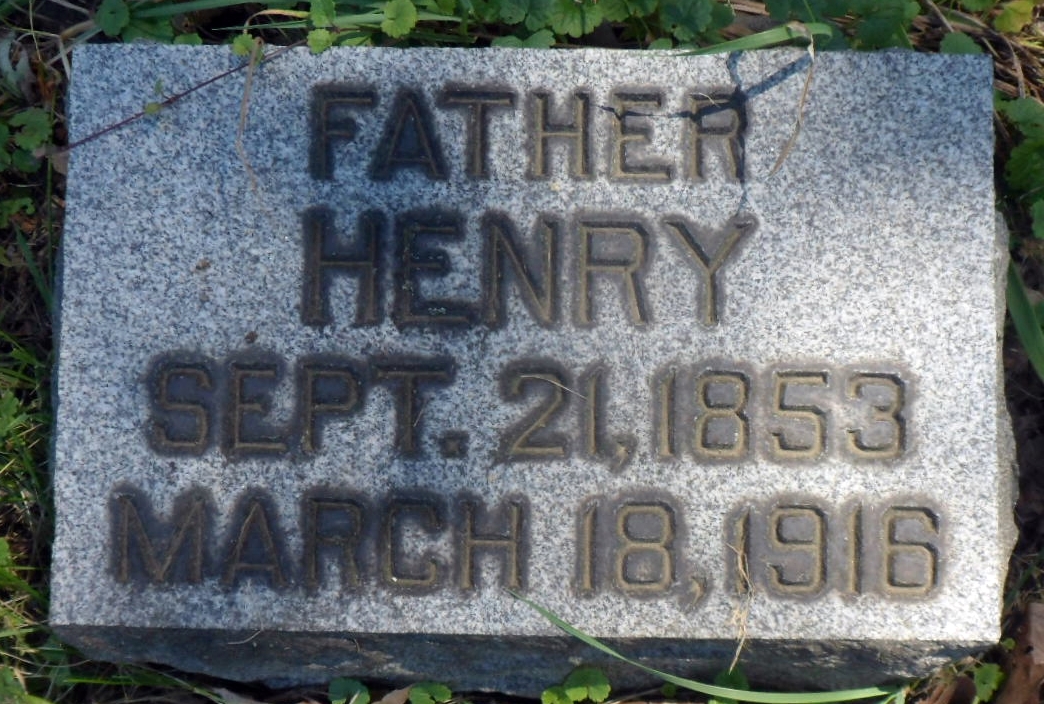 FATHER
HENRY
SEPT. 21, 1853
MARCH 18, 1916